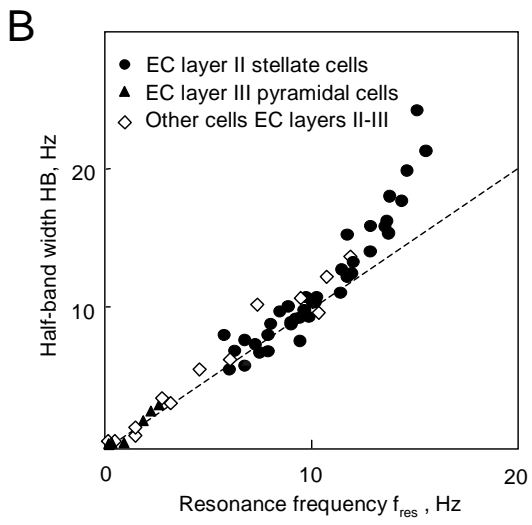 B
EC layer II stellate cells
EC layer III pyramidal cells
Other cells EC layers II-III
Half-band width HB, Hz
20
10
0
10
20
Resonance frequency fres , Hz